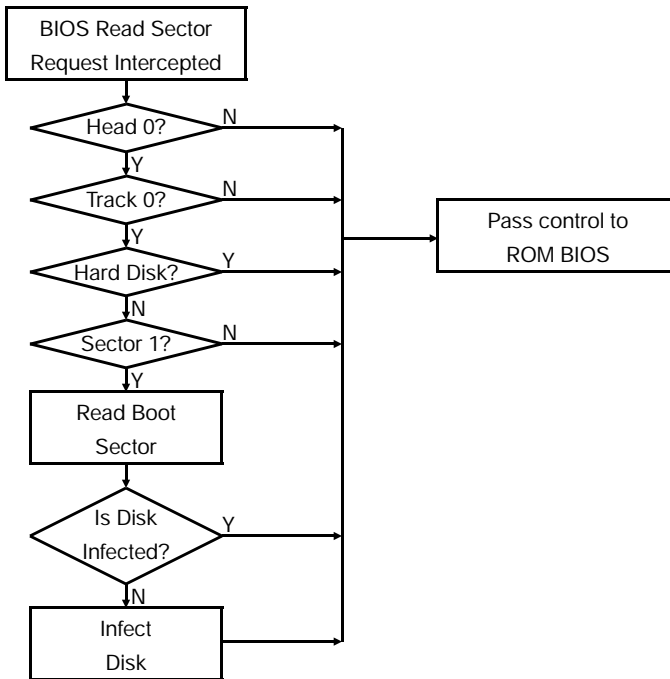 BIOS Read Sector
Request Intercepted
Head 0?
N
Y
Track 0?
N
Y
Hard Disk?
Y
N
Sector 1?
N
Y
Read Boot
Sector
Is Disk
Infected?
Y
N
Infect
Disk
Pass control to
ROM BIOS